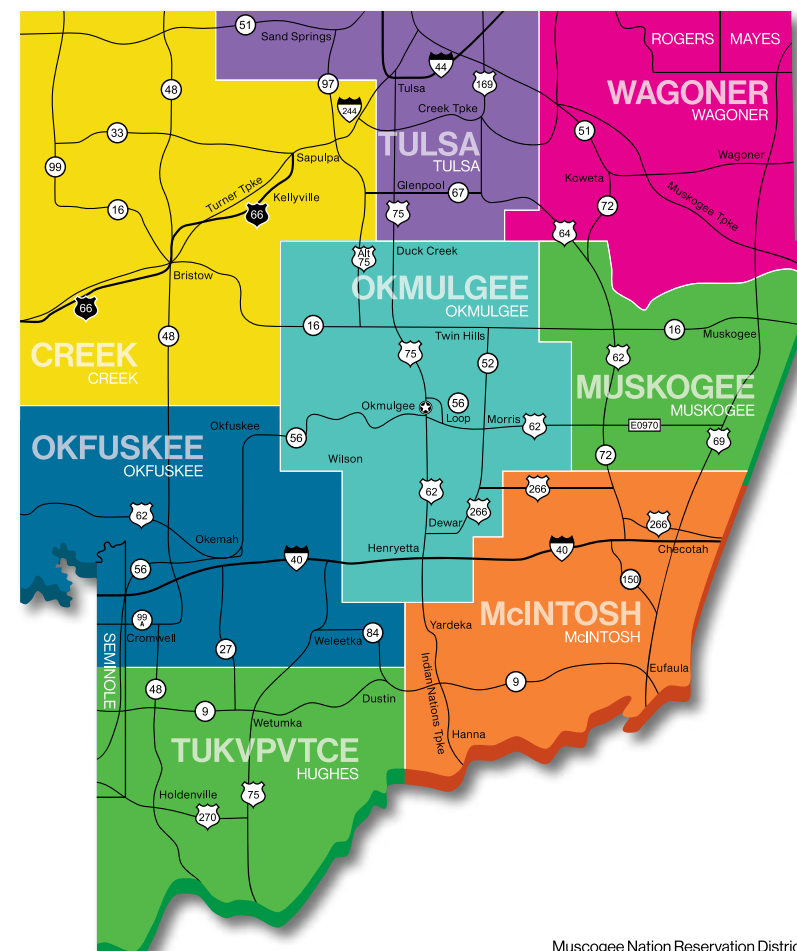 51
Sand Springs
ROGERS
MAYES
44
97
169
48
Tulsa
WAGONER
WAGONER
244
Creek Tpke
33
51
TULSA
TULSA
Sapulpa
99
Wagoner
Turner Tpke
Koweta
Glenpool
67
Muskogee Tpke
Kellyville
16
66
75
72
64
Alt
75
Duck Creek
Bristow
OKMULGEE
OKMULGEE
66
16
16
48
Twin Hills
Muskogee
CREEK
CREEK
75
52
62
MUSKOGEE
MUSKOGEE
Okmulgee
56
Loop
Morris
62
E0970
Okfuskee
56
69
OKFUSKEE
OKFUSKEE
Wilson
72
62
266
62
266
Dewar
266
Okemah
Henryetta
40
40
Checotah
56
150
99
A
Cromwell
McINTOSH
McINTOSH
Yardeka
84
Weleetka
SEMINOLE
27
Indian Nations Tpke
Eufaula
48
9
Dustin
9
Wetumka
Hanna
TUKVPVTCE
HUGHES
Holdenville
75
270
Muscogee Nation Reservation Distric